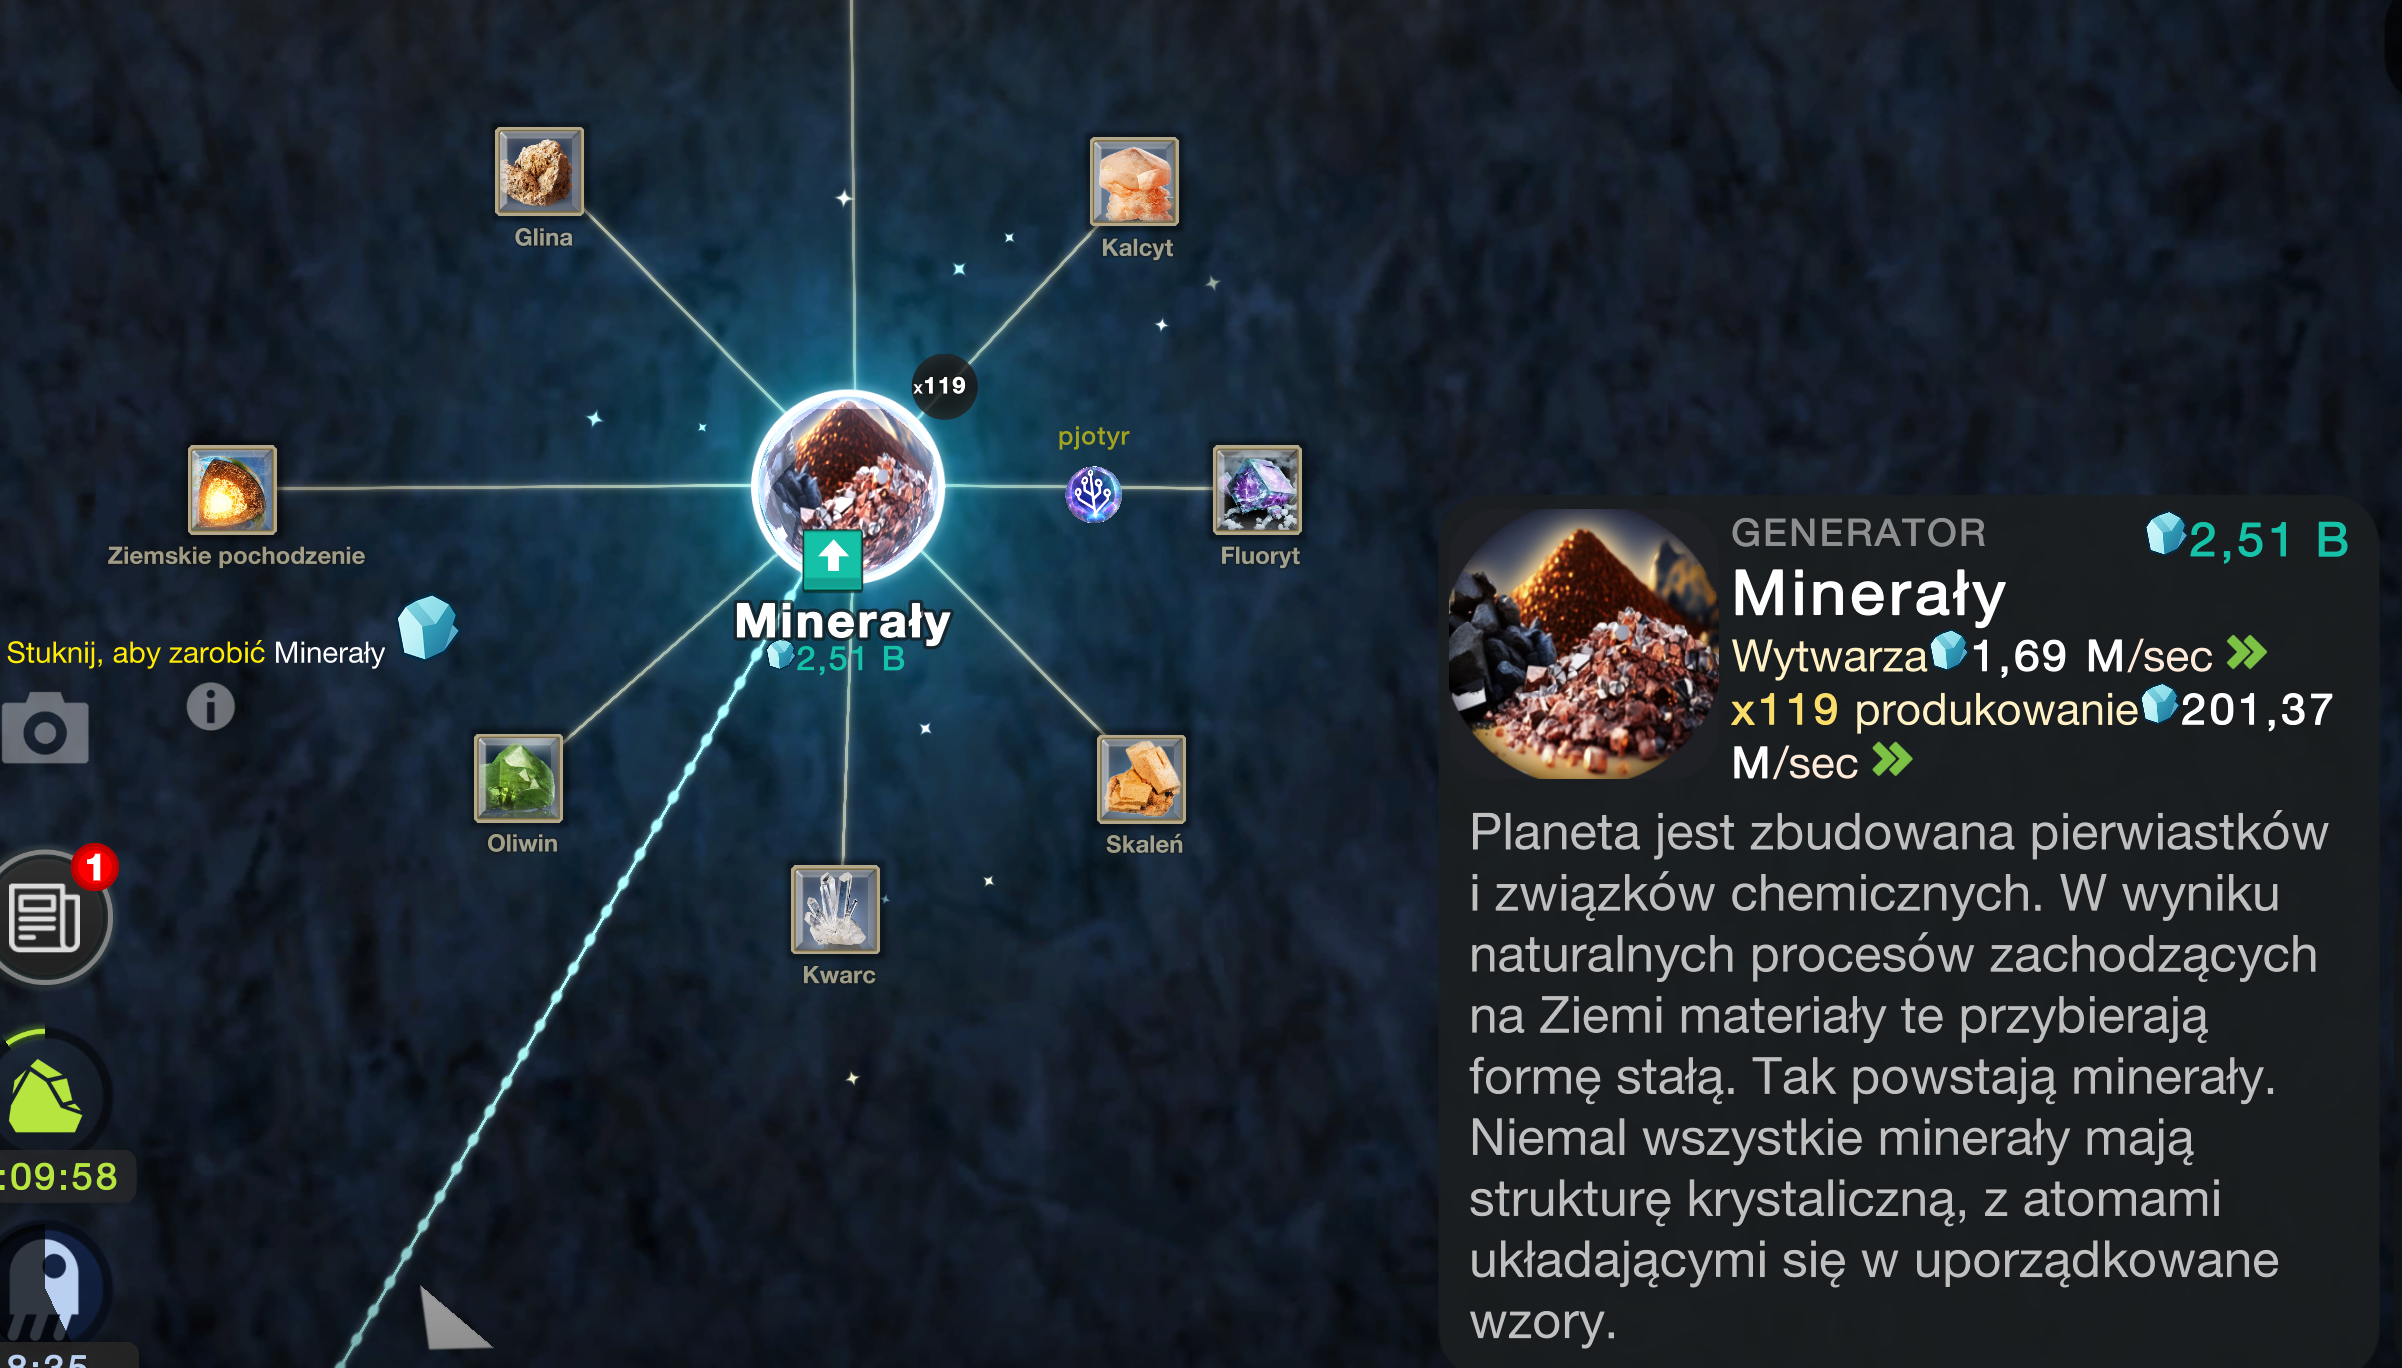 Glina
Kalcyt
x119
pjotyr
Ziemskie pochodzenie
Fluoryt
Minerały
2,51 B
Stuknij, aby zarobić Minerały
Oliwin
Skaleń
Kwarc
1
:09:58
8:35
GENERATOR
2,51 B
Minerały
Wytwarza 1,69 M/sec
x119 produkowanie 201,37
M/sec
Planeta jest zbudowana pierwiastków
i związków chemicznych. W wyniku
naturalnych procesów zachodzących
na Ziemi materiały te przybierają
formę stałą. Tak powstają minerały.
Niemal wszystkie minerały mają
strukturę krystaliczną, z atomami
układającymi się w uporządkowane
wzory.